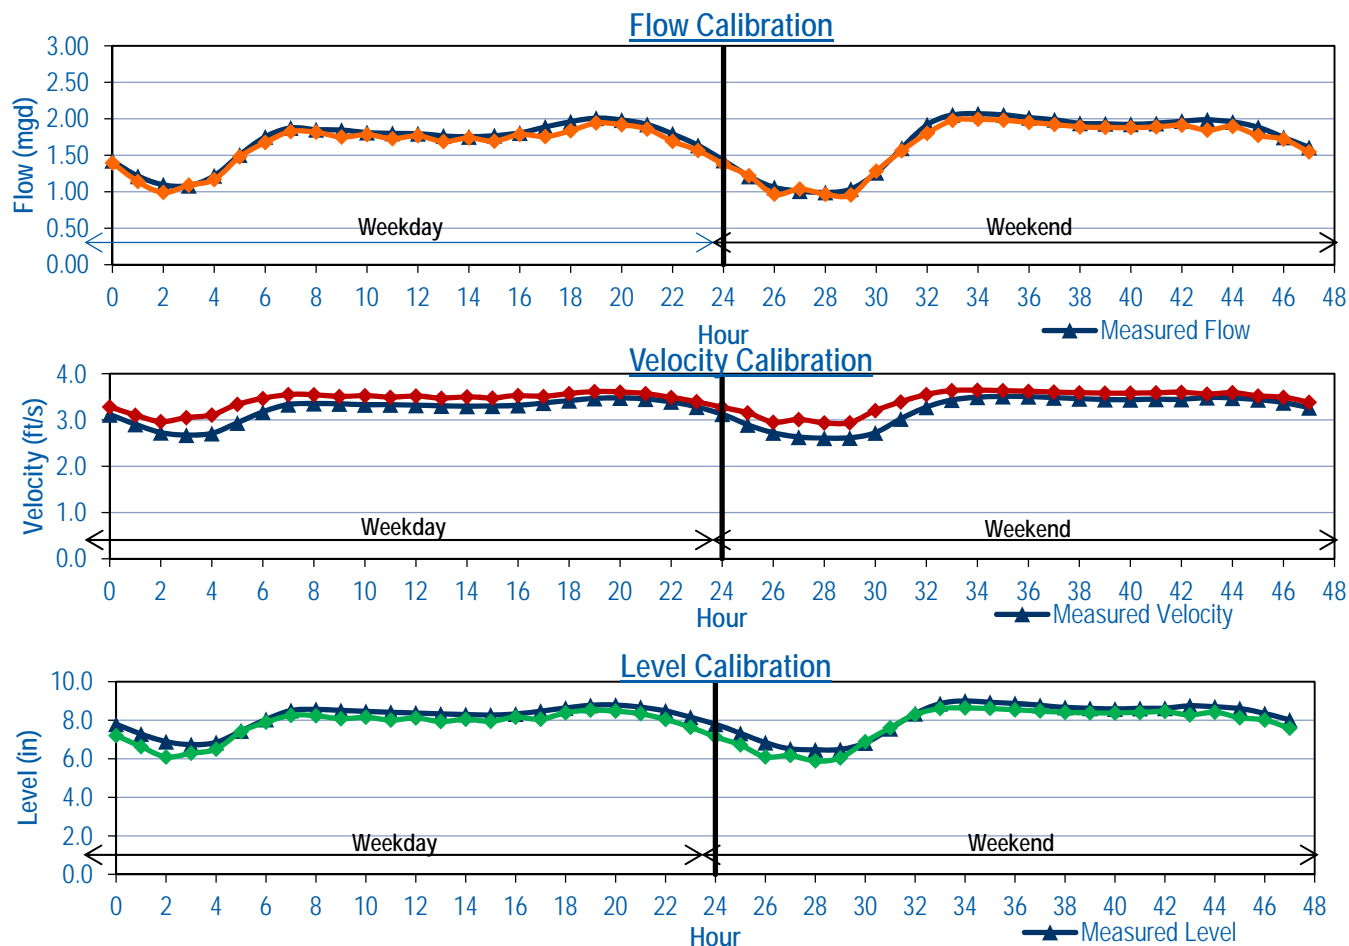 Flow Calibration
3.00
2.50
2.00
1.50
1.00
0.50
0.00
Flow (mgd)
Weekday
Weekend
0 2 4 6 8 10 12 14 16 18 20 22 24 26 28 30 32 34 36 38 40 42 44 46 48
Hour
Measured Flow
Velocity Calibration
4.0
3.0
2.0
1.0
0.0
Velocity (ft/s)
Weekday
Weekend
0 2 4 6 8 10 12 14 16 18 20 22 24 26 28 30 32 34 36 38 40 42 44 46 48
Hour
Measured Velocity
Level Calibration
10.0
8.0
6.0
4.0
2.0
0.0
Level (in)
Weekday
Weekend
0 2 4 6 8 10 12 14 16 18 20 22 24 26 28 30 32 34 36 38 40 42 44 46 48
Hour
Measured Level